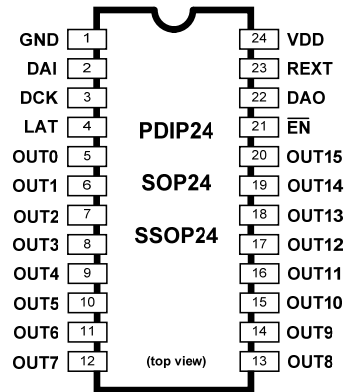 GND 1 24 VDD
DAI 2 23 REXT
DCK 3 22 DAO
LAT 4 PDIP24 21 EN
OUT0 5 20 OUT15
OUT1 6 SOP24 19 OUT14
OUT2 7 18 OUT13
OUT3 8 SSOP24 17 OUT12
OUT4 9 16 OUT11
OUT5 10 15 OUT10
OUT6 11 14 OUT9
OUT7 12 (top view) 13 OUT8